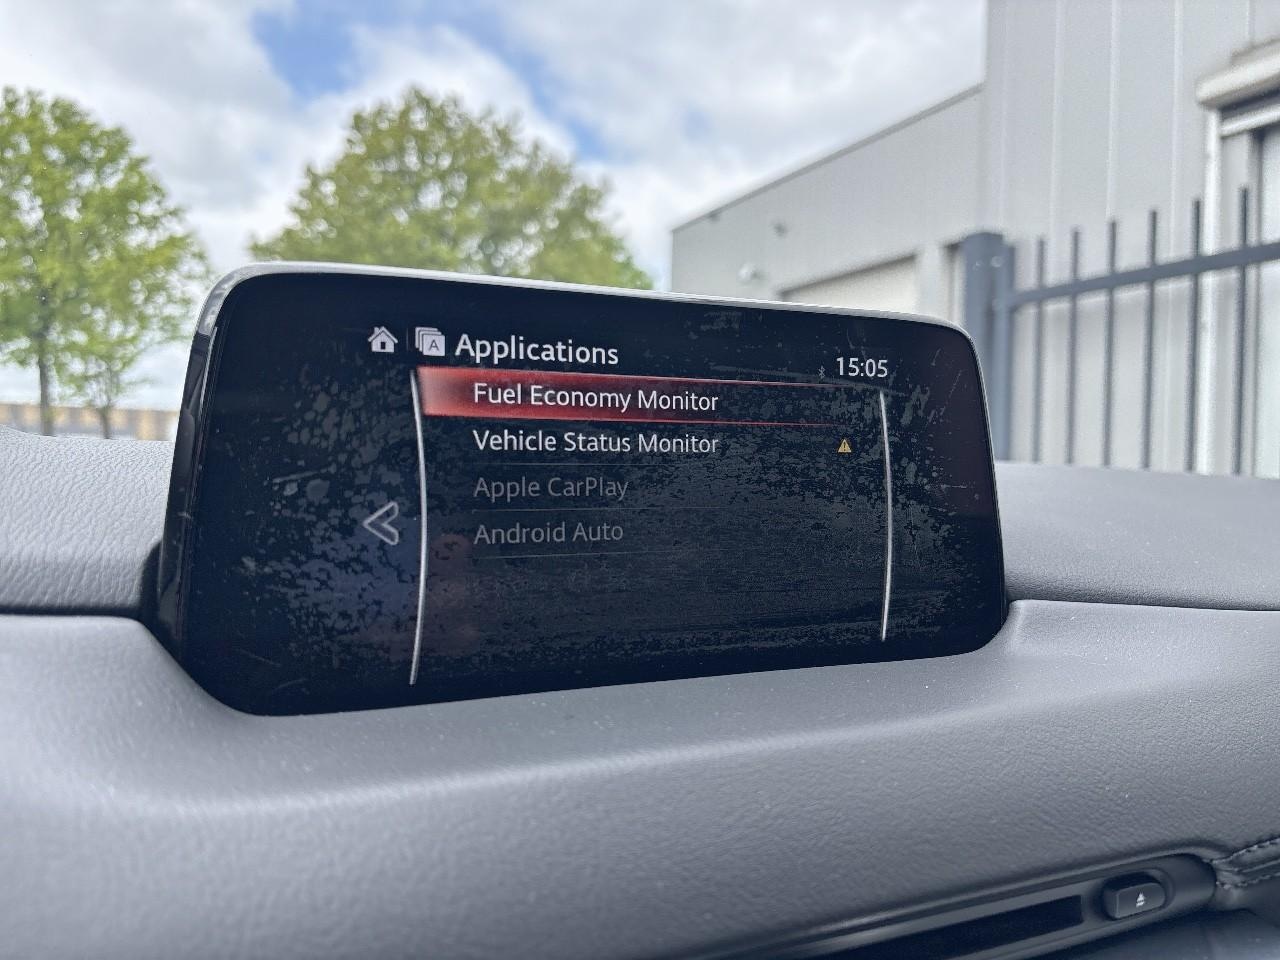 Applications
15:05
Fuel Economy Monitor
Vehicle Status Monitor
Apple CarPlay
Android Auto